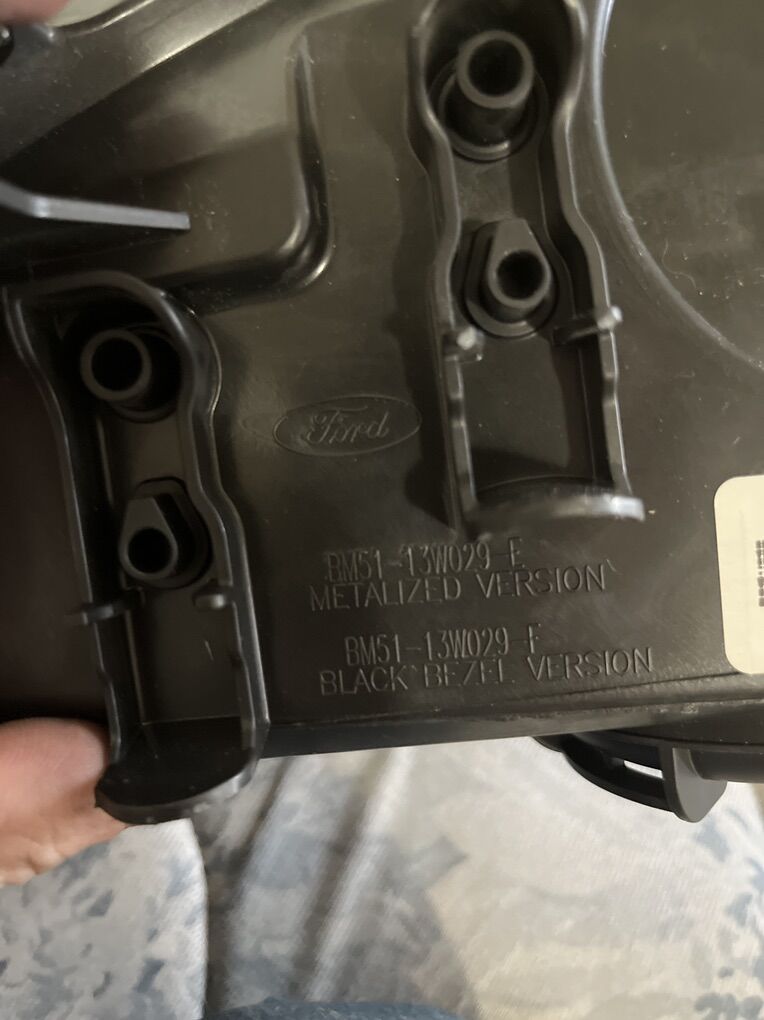 Ford
BM51-13W029-E
METALIZED VERSION
BM51-13W029-F
BLACK BEZEL VERSION